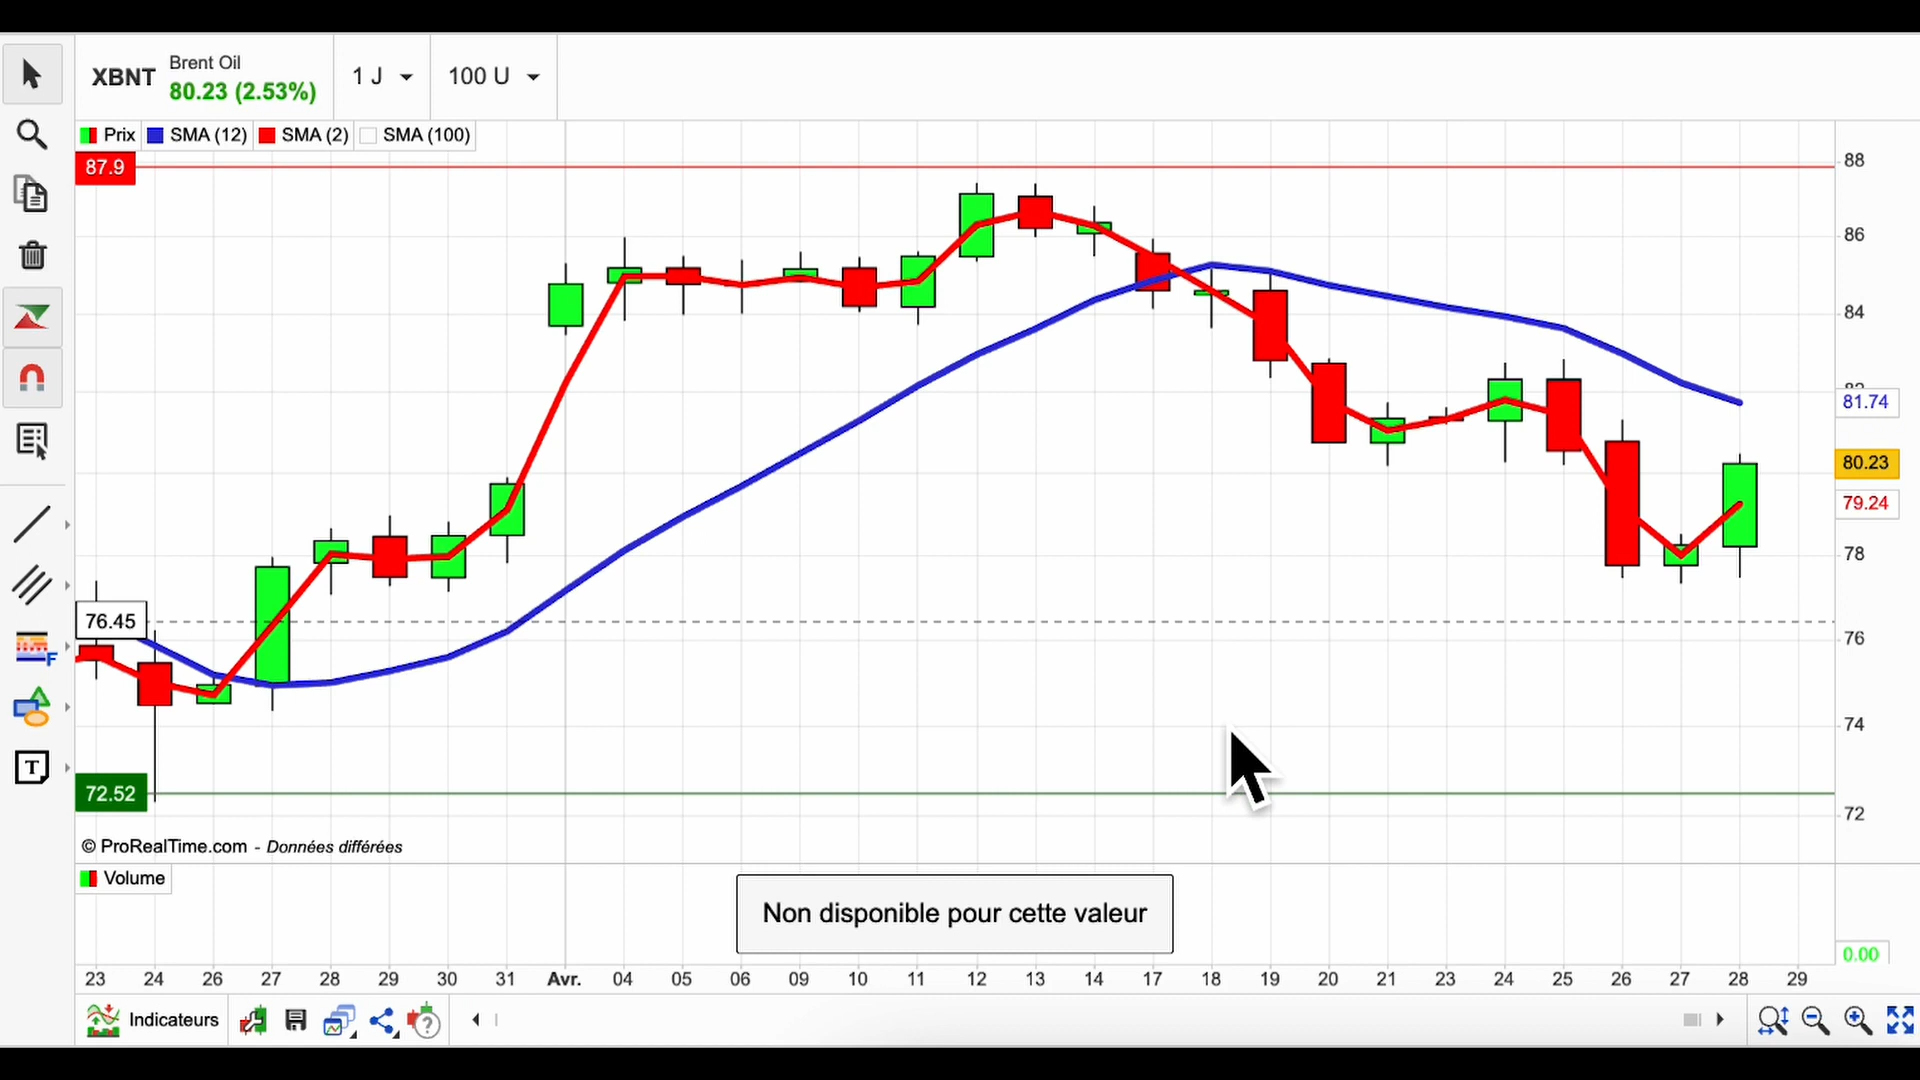 XBNT
Brent Oil
80.23 (2.53%)
1 J
100 U
Prix SMA (12) SMA (2) SMA (100)
87.9
88
86
84
82
81.74
80.23
79.24
78
76.45
76
74
72.52
72
© ProRealTime.com - Données différées
Volume
Non disponible pour cette valeur
0.00
23 24 26 27 28 29 30 31 Avr. 04 05 06 09 10 11 12 13 14 17 18 19 20 21 23 24 25 26 27 28 29
Indicateurs
F
T
?